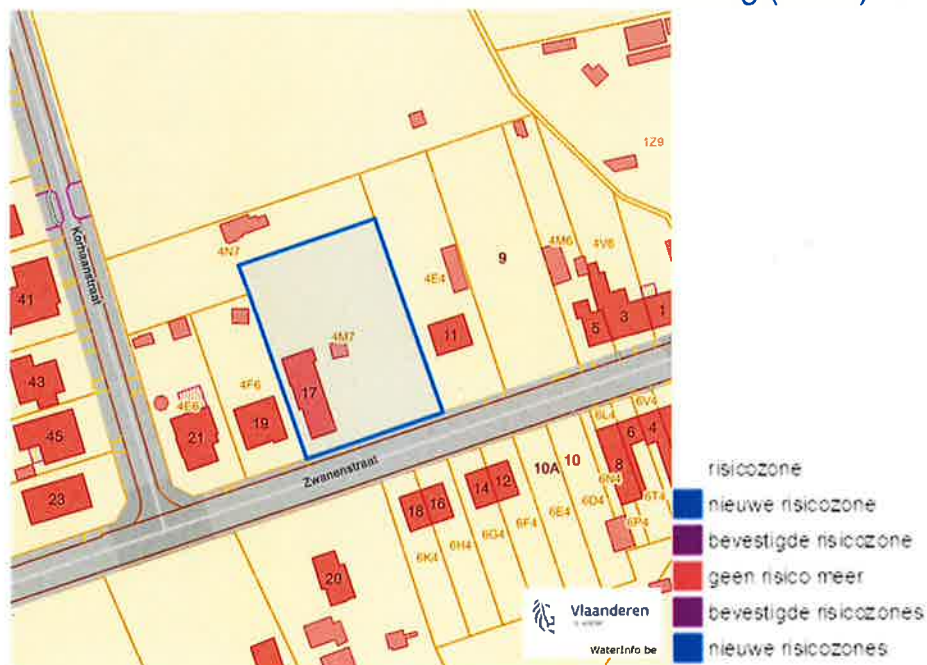 1Z9
Korhaanstraat
4N7
4E4
9
4M6
4V6
41
5
3
1
11
4M7
43
4F6
17
4E6
19
21
45
6V4
6L4
6
4
Zwanenstraat
10A
10
8
6N4
23
14
12
18
16
6D4
6T4
6E4
6P4
6F4
6G4
6H4
6K4
20
Vlaanderen
is water
WaterInfo be
risicozone
nieuwe risicozone
bevestigde risicozone
geen risico meer
bevestigde risicozones
nieuwe risicozones